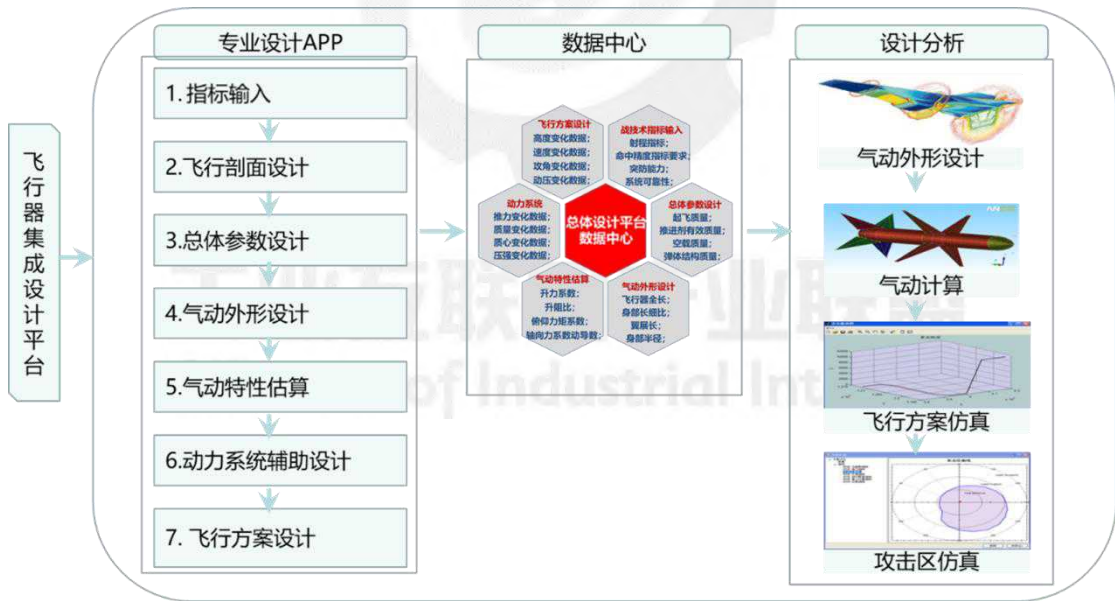 飞行器集成设计平台
专业设计APP
1. 指标输入
2.飞行剖面设计
3.总体参数设计
4.气动外形设计
5.气动特性估算
6.动力系统辅助设计
7. 飞行方案设计
数据中心
飞行方案设计
高度变化数据;
速度变化数据;
攻角变化数据;
动压变化数据;
战技术指标输入
射程指标;
命中精度指标要求;
突防能力;
系统可靠性;
动力系统
推力变化数据;
质量变化数据;
质心变化数据;
压强变化数据;
总体设计平台
数据中心
总体参数设计
起飞质量;
推进剂有效质量;
空载质量;
弹体结构质量;
气动特性估算
升力系数;
升阻比;
俯仰力矩系数;
轴向力系数动导数;
气动外形设计
飞行器全长;
身部长细比;
翼展长;
身部半径;
设计分析
气动外形设计
气动计算
飞行方案仿真
攻击区仿真
of Industrial Int